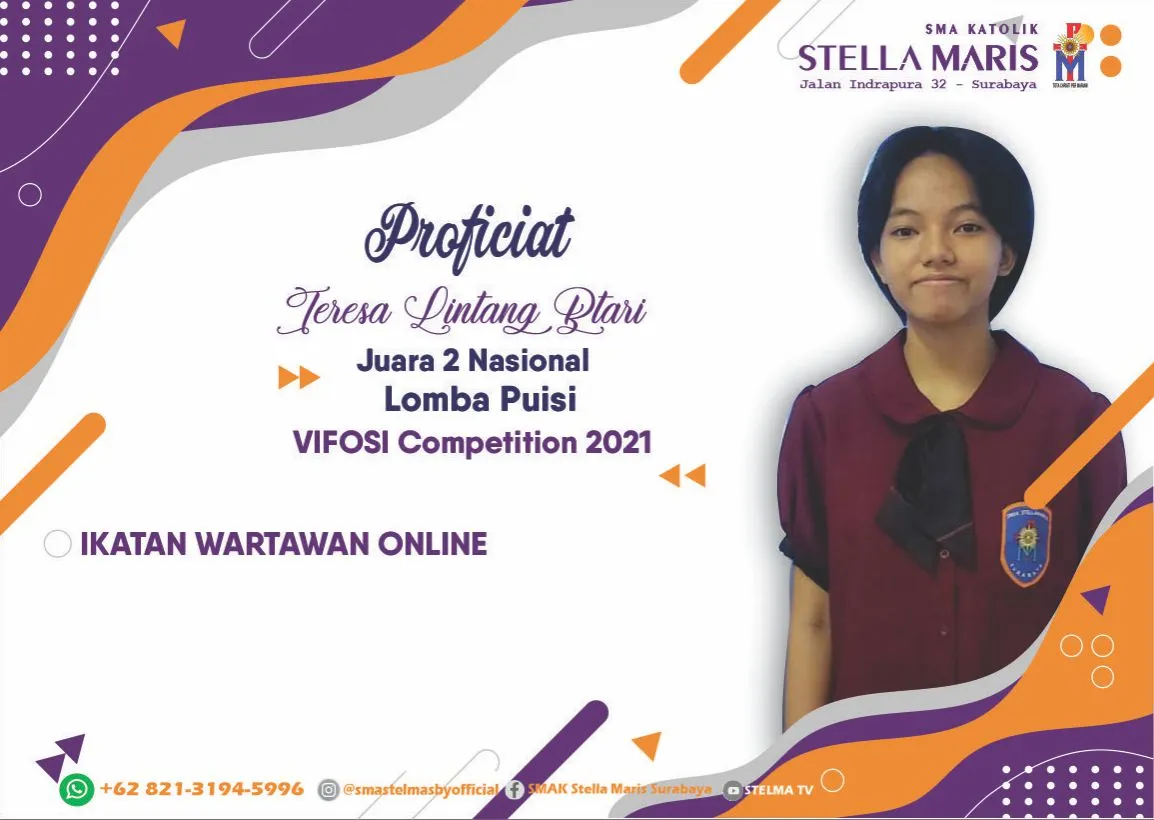 SMA KATOLIK
STELLA MARIS
Jalan Indrapura 32 - Surabaya
Proficiat
Teresa Lintang Btari
Juara 2 Nasional
Lomba Puisi
VIFOSI Competition 2021
IKATAN WARTAWAN ONLINE
SURABAYA
+62 821-3194-5996 @smastelmasbyofficial SMAK Stella Maris Surabaya STELMA TV